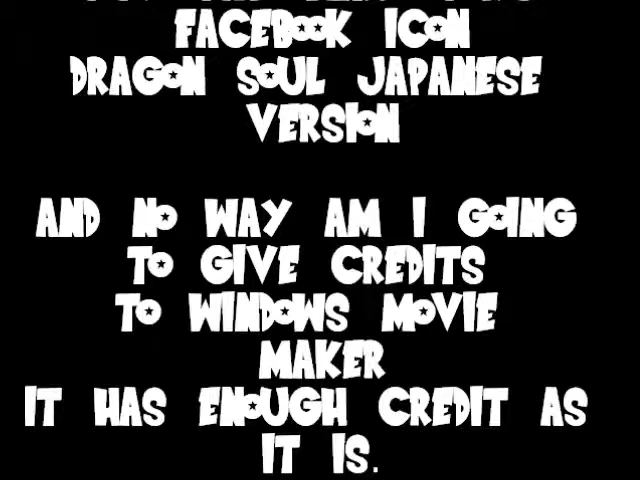 FACEBOOK ICON
DRAGON SOUL JAPANESE
VERSION
AND NO WAY AM I GOING
TO GIVE CREDITS
TO WINDOWS MOVIE
MAKER
IT HAS ENOUGH CREDIT AS
IT IS.